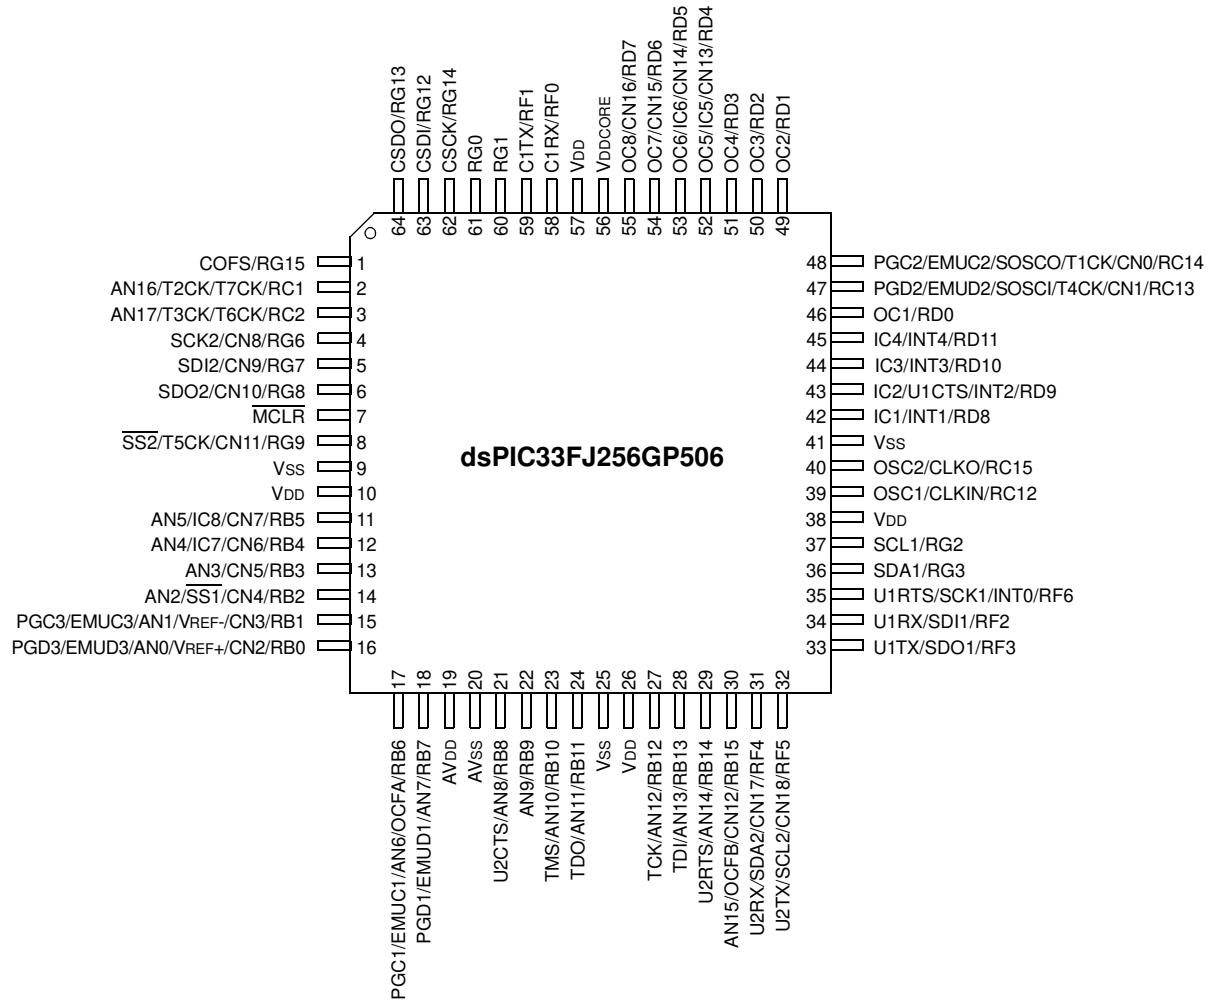 CSDO/RG13
CSDI/RG12
CSCK/RG14
RG0
RG1
C1TX/RF1
C1RX/RF0
VDD
VDDCORE
OC8/CN16/RD7
OC7/CN15/RD6
OC6/IC6/CN14/RD5
OC5/IC5/CN13/RD4
OC4/RD3
OC3/RD2
OC2/RD1
64
63
62
61
60
59
58
57
56
55
54
53
52
51
50
49
COFS/RG15 1
AN16/T2CK/T7CK/RC1 2
AN17/T3CK/T6CK/RC2 3
SCK2/CN8/RG6 4
SDI2/CN9/RG7 5
SDO2/CN10/RG8 6
MCLR 7
SS2/T5CK/CN11/RG9 8
VSS 9
VDD 10
AN5/IC8/CN7/RB5 11
AN4/IC7/CN6/RB4 12
AN3/CN5/RB3 13
AN2/SS1/CN4/RB2 14
PGC3/EMUC3/AN1/VREF-/CN3/RB1 15
PGD3/EMUD3/AN0/VREF+/CN2/RB0 16
dsPIC33FJ256GP506
48 PGC2/EMUC2/SOSCO/T1CK/CN0/RC14
47 PGD2/EMUD2/SOSCI/T4CK/CN1/RC13
46 OC1/RD0
45 IC4/INT4/RD11
44 IC3/INT3/RD10
43 IC2/U1CTS/INT2/RD9
42 IC1/INT1/RD8
41 VSS
40 OSC2/CLKO/RC15
39 OSC1/CLKIN/RC12
38 VDD
37 SCL1/RG2
36 SDA1/RG3
35 U1RTS/SCK1/INT0/RF6
34 U1RX/SDI1/RF2
33 U1TX/SDO1/RF3
17
18
19
20
21
22
23
24
25
26
27
28
29
30
31
32
PGC1/EMUC1/AN6/OCFA/RB6
PGD1/EMUD1/AN7/RB7
AVDD
AVSS
U2CTS/AN8/RB8
AN9/RB9
TMS/AN10/RB10
TDO/AN11/RB11
VSS
VDD
TCK/AN12/RB12
TDI/AN13/RB13
U2RTS/AN14/RB14
AN15/OCFB/CN12/RB15
U2RX/SDA2/CN17/RF4
U2TX/SCL2/CN18/RF5